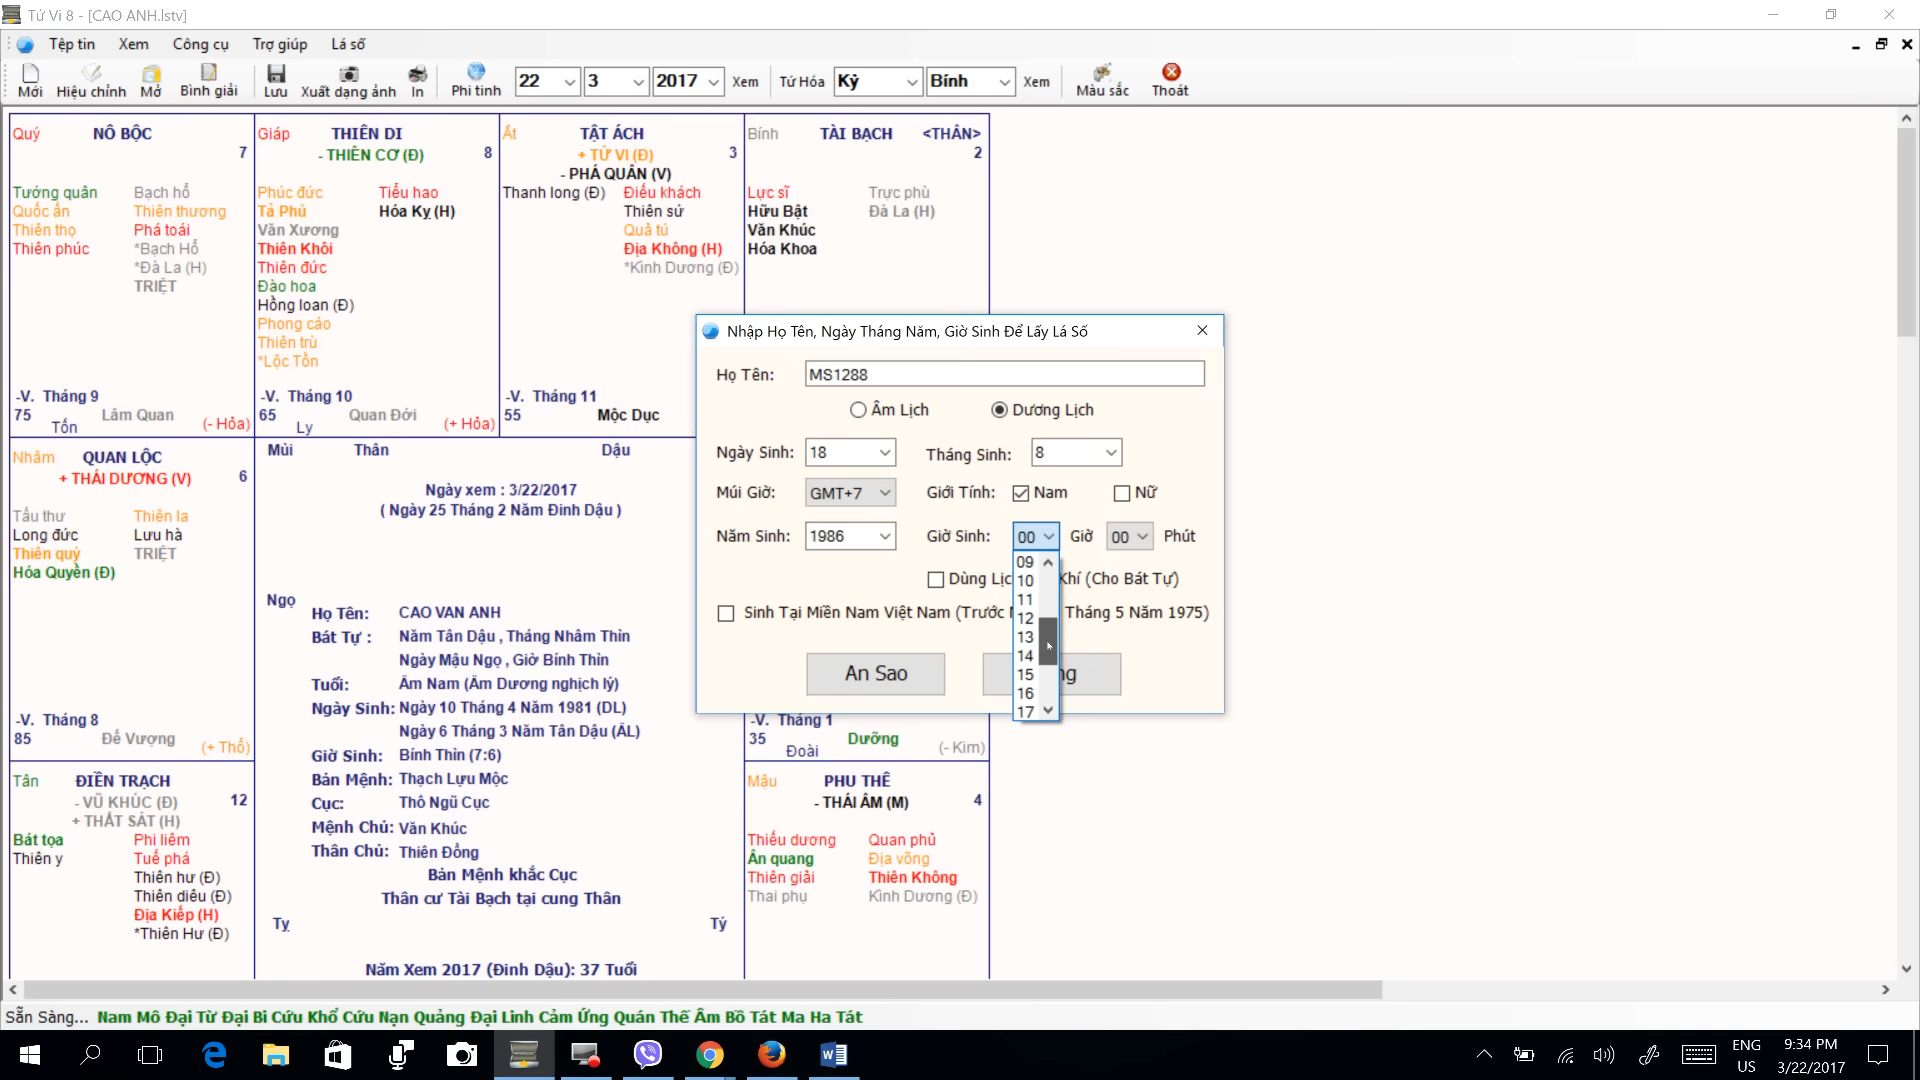 Tử Vi 8 - [CAO ANH.lstv]
Tệp tin Xem Công cụ Trợ giúp Lá số
Mới Hiệu chỉnh Mở Bình giải Lưu Xuất dạng ảnh In Phi tinh 22 3 2017 Xem Tứ Hóa Kỷ Bính Xem Màu sắc Thoát
Quý NÔ BỘC
7
Tướng quân Bạch hổ
Quốc ấn Thiên thương
Thiên thọ Phá toái
Thiên phúc *Bạch Hổ
*Đà La (H)
TRIỆT
-V. Tháng 9
75 Lâm Quan (- Hỏa)
Tốn
Giáp THIÊN DI
- THIÊN CƠ (Đ) 8
Phúc đức Tiểu hao
Tả Phù Hóa Kỵ (H)
Văn Xương
Thiên Khôi
Thiên đức
Đào hoa
Hồng loan (Đ)
Phong cáo
Thiên trù
*Lộc Tồn
-V. Tháng 10
65 Quan Đới (+ Hỏa)
Ly
Ất TẬT ÁCH
+ TỬ VI (Đ) 3
- PHÁ QUÂN (V)
Thanh long (Đ) Điếu khách
Thiên sứ
Quả tú
Địa Không (H)
*Kình Dương (Đ)
-V. Tháng 11
55 Mộc Dục
Bính TÀI BẠCH <THÂN>
2
Lực sĩ Trực phù
Hữu Bật Đà La (H)
Văn Khúc
Hóa Khoa
Nhập Họ Tên, Ngày Tháng Năm, Giờ Sinh Để Lấy Lá Số
Họ Tên: MS1288
Âm Lịch Dương Lịch
Ngày Sinh: 18 Tháng Sinh: 8
Múi Giờ: GMT+7 Giới Tính: Nam Nữ
Năm Sinh: 1986 Giờ Sinh: 00 Giờ 00 Phút
09
10
11
12
13
14
15
16
17
Dùng Lịc Khí (Cho Bát Tự)
Sinh Tại Miền Nam Việt Nam (Trước Tháng 5 Năm 1975)
An Sao g
Nhâm QUAN LỘC
+ THÁI DƯƠNG (V) 6
Tấu thư Thiên la
Long đức Lưu hà
Thiên quý TRIỆT
Hóa Quyền (Đ)
-V. Tháng 8
85 Đế Vượng (+ Thổ)
Mùi Thân Dậu
Ngày xem : 3/22/2017
( Ngày 25 Tháng 2 Năm Đinh Dậu )
Ngọ
Họ Tên: CAO VAN ANH
Bát Tự : Năm Tân Dậu , Tháng Nhâm Thìn
Ngày Mậu Ngọ , Giờ Bính Thìn
Tuổi: Âm Nam (Âm Dương nghịch lý)
Ngày Sinh: Ngày 10 Tháng 4 Năm 1981 (DL)
Ngày 6 Tháng 3 Năm Tân Dậu (ÂL)
Giờ Sinh: Bính Thìn (7:6)
Bản Mệnh: Thạch Lựu Mộc
Cục: Thổ Ngũ Cục
Mệnh Chủ: Văn Khúc
Thân Chủ: Thiên Đồng
Bản Mệnh khắc Cục
Thân cư Tài Bạch tại cung Thân
Tỵ Tý
Năm Xem 2017 (Đinh Dậu): 37 Tuổi
-V. Tháng 1
35 Dưỡng (- Kim)
Đoài
Tân ĐIỀN TRẠCH
- VŨ KHÚC (Đ) 12
+ THẤT SÁT (H)
Bát tọa Phi liêm
Thiên y Tuế phá
Thiên hư (Đ)
Thiên diêu (Đ)
Địa Kiếp (H)
*Thiên Hư (Đ)
Mậu PHU THÊ
- THÁI ÂM (M) 4
Thiếu dương Quan phủ
Ân quang Địa võng
Thiên giải Thiên Không
Thai phụ Kình Dương (Đ)
Sẵn Sàng... Nam Mô Đại Từ Đại Bi Cứu Khổ Cứu Nạn Quảng Đại Linh Cảm Ứng Quán Thế Âm Bồ Tát Ma Ha Tát
ENG
US
9:34 PM
3/22/2017